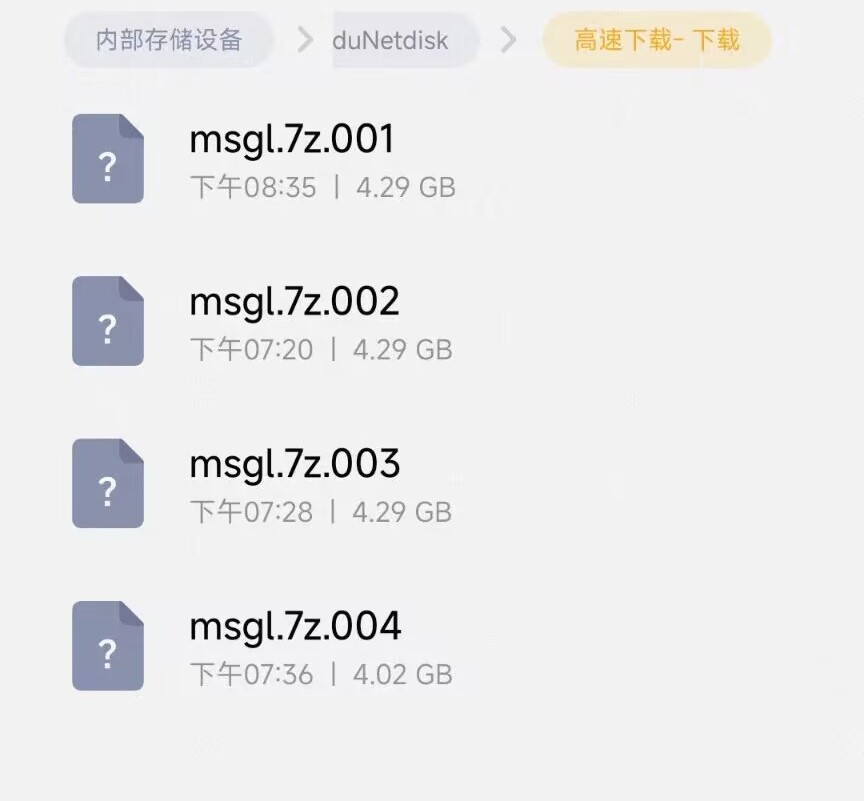 内部存储设备 > duNetdisk > 高速下载- 下载
?
msgl.7z.001
下午08:35 | 4.29 GB
?
msgl.7z.002
下午07:20 | 4.29 GB
?
msgl.7z.003
下午07:28 | 4.29 GB
?
msgl.7z.004
下午07:36 | 4.02 GB